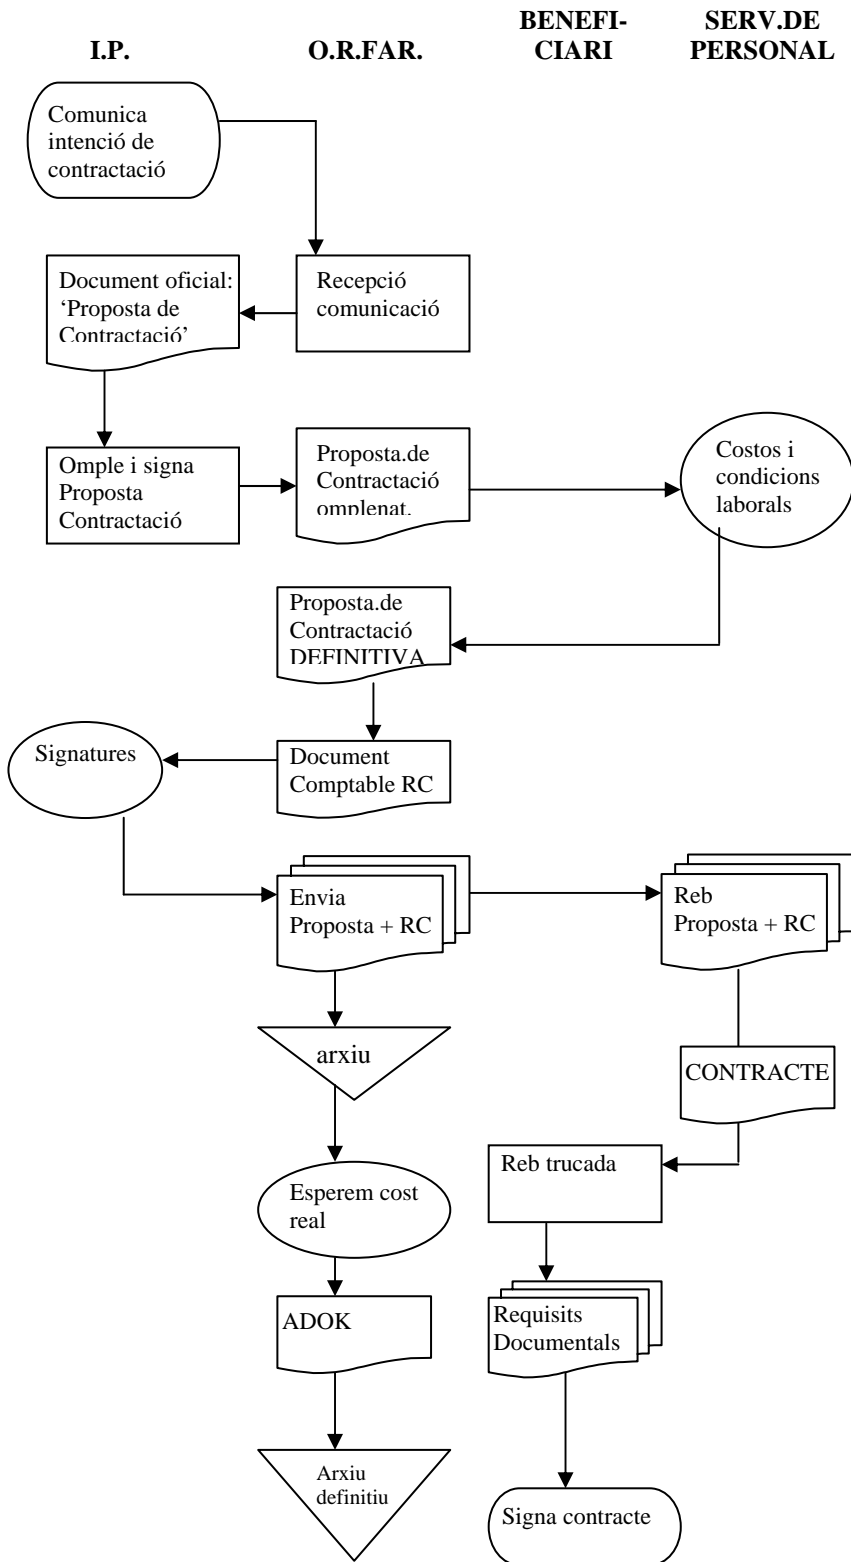 BENEFI-
CIARI
SERV.DE
PERSONAL
I.P.
O.R.FAR.
Comunica
intenció de
contractació
Document oficial:
‘Proposta de
Contractació’
Recepció
comunicació
Omple i signa
Proposta
Contractació
Proposta.de
Contractació
omplenat.
Costos i
condicions
laborals
Proposta.de
Contractació
DEFINITIVA
Signatures
Document
Comptable RC
Envia
Proposta + RC
Reb
Proposta + RC
arxiu
CONTRACTE
Reb trucada
Esperem cost
real
ADOK
Requisits
Documentals
Arxiu
definitiu
Signa contracte